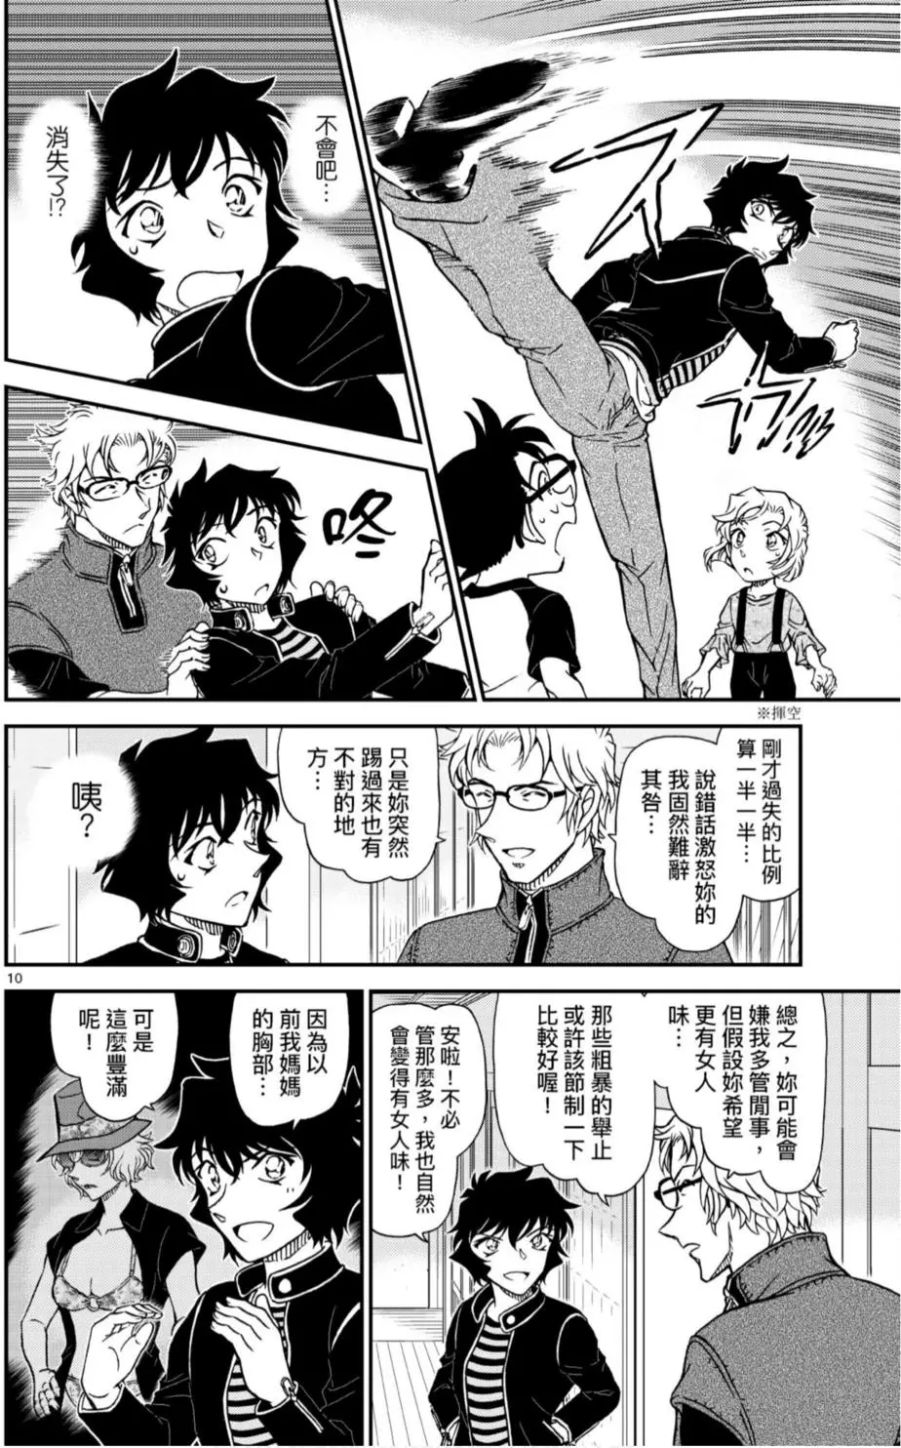 スカッ!!
※揮空
不會吧…
消失了!?
咚
剛才過失的比例
算一半一半…
說錯話激怒妳的
我固然難辭
其咎…
只是妳突然
踢過來也有
不對的地
方…
咦？
10
總之，妳可能會
嫌我多管閒事，
但假設妳希望
更有女人
味…
那些粗暴的舉止
或許該節制一下
比較好喔！
安啦！不必
管那麼多，我也自然
會變得有女人味！
因為以
前我媽媽
的胸部…
可是
這麼豐滿
呢！